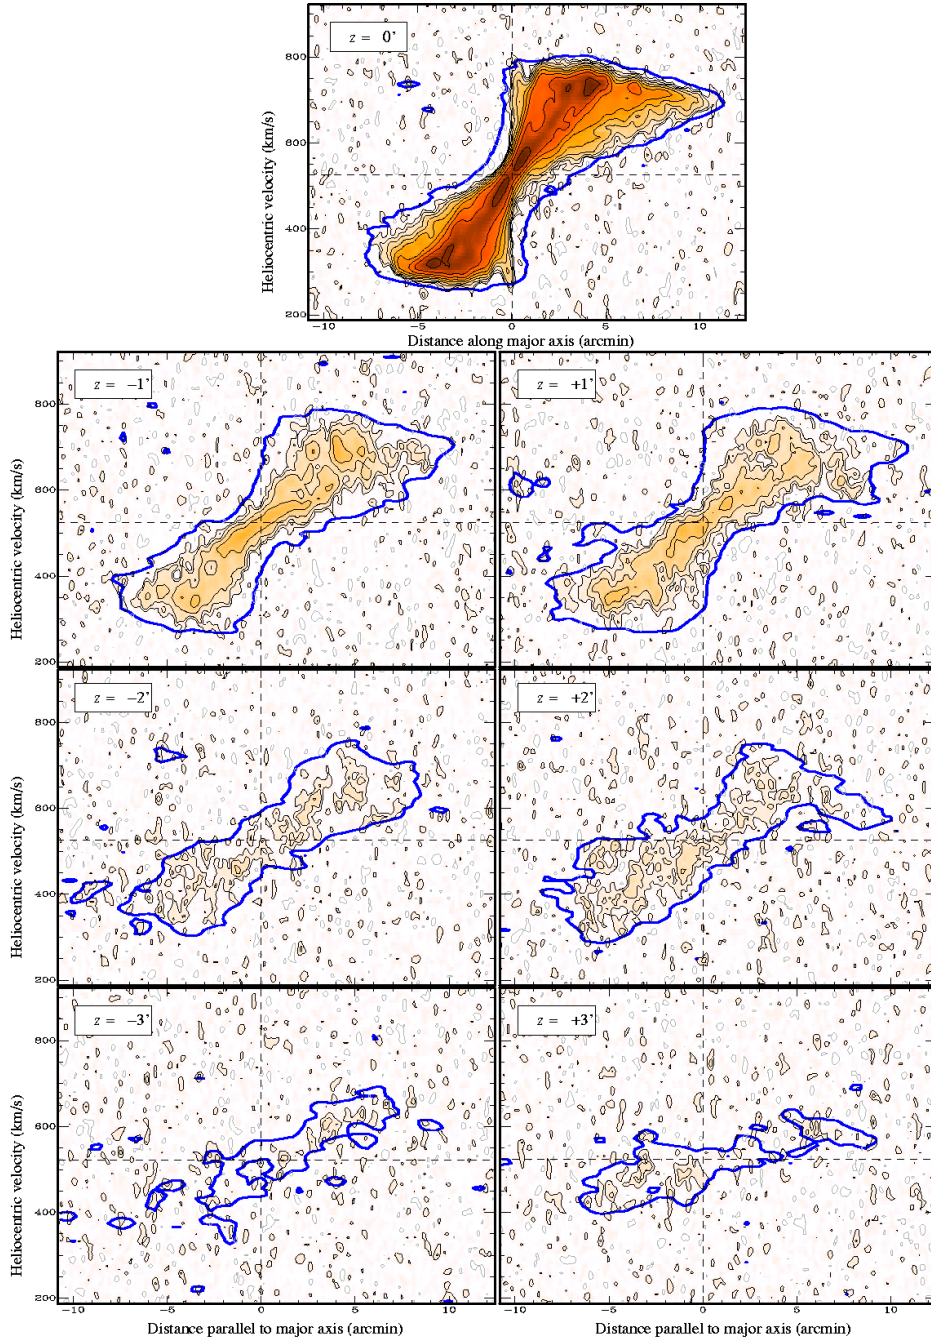 z = 0'
800
600
400
200
Heliocentric velocity (km/s)
−10 −5 0 5 10
Distance along major axis (arcmin)
z = −1'
z = +1'
800
600
400
200
Heliocentric velocity (km/s)
z = −2'
z = +2'
800
600
400
200
Heliocentric velocity (km/s)
z = −3'
z = +3'
800
600
400
200
Heliocentric velocity (km/s)
−10 −5 0 5 10
−10 −5 0 5 10
Distance parallel to major axis (arcmin)
Distance parallel to major axis (arcmin)